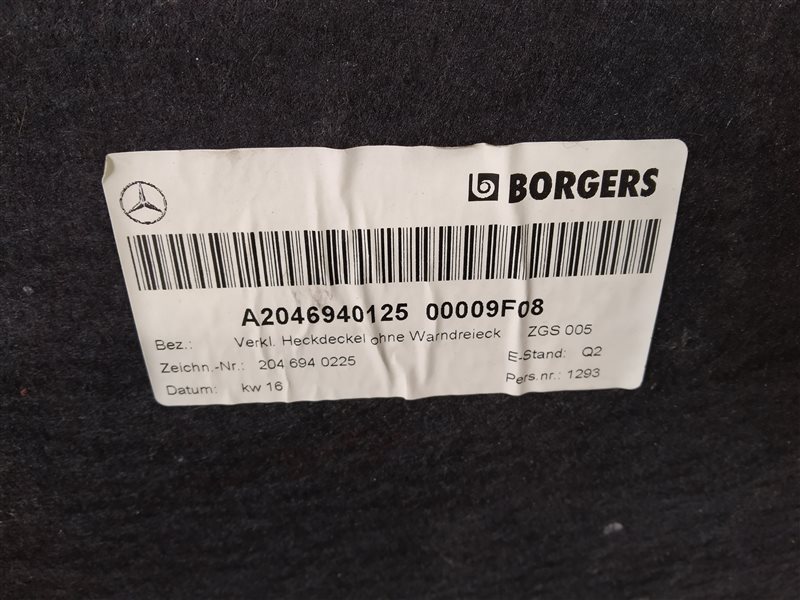 BORGERS
A2046940125 00009F08
Bez.: Verkl. Heckdeckel ohne Warndreieck ZGS 005
Zeichn.-Nr.: 204 694 0225 E-Stand: Q2
Datum: kw 16 Pers.nr.: 1293